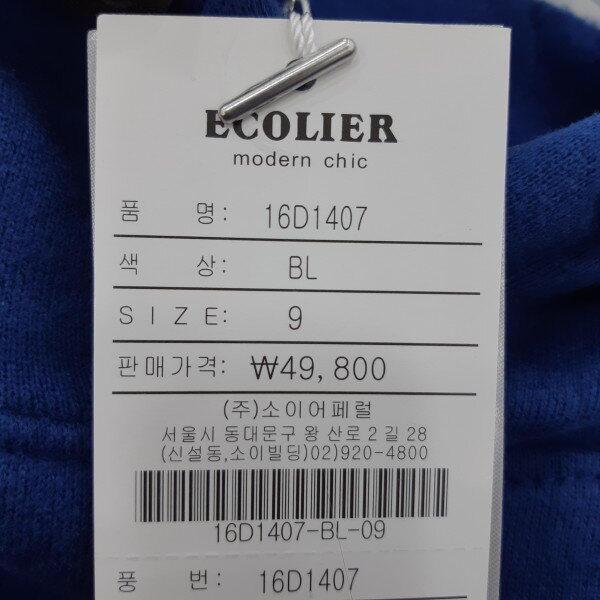 ECOLIER
modern chic
품 명: 16D1407
색 상: BL
SIZE: 9
판매가격: ₩49,800
(주)소이어페럴
서울시 동대문구 왕 산로 2 길 28
(신설동,소이빌딩)02)920-4800
16D1407-BL-09
품 번: 16D1407